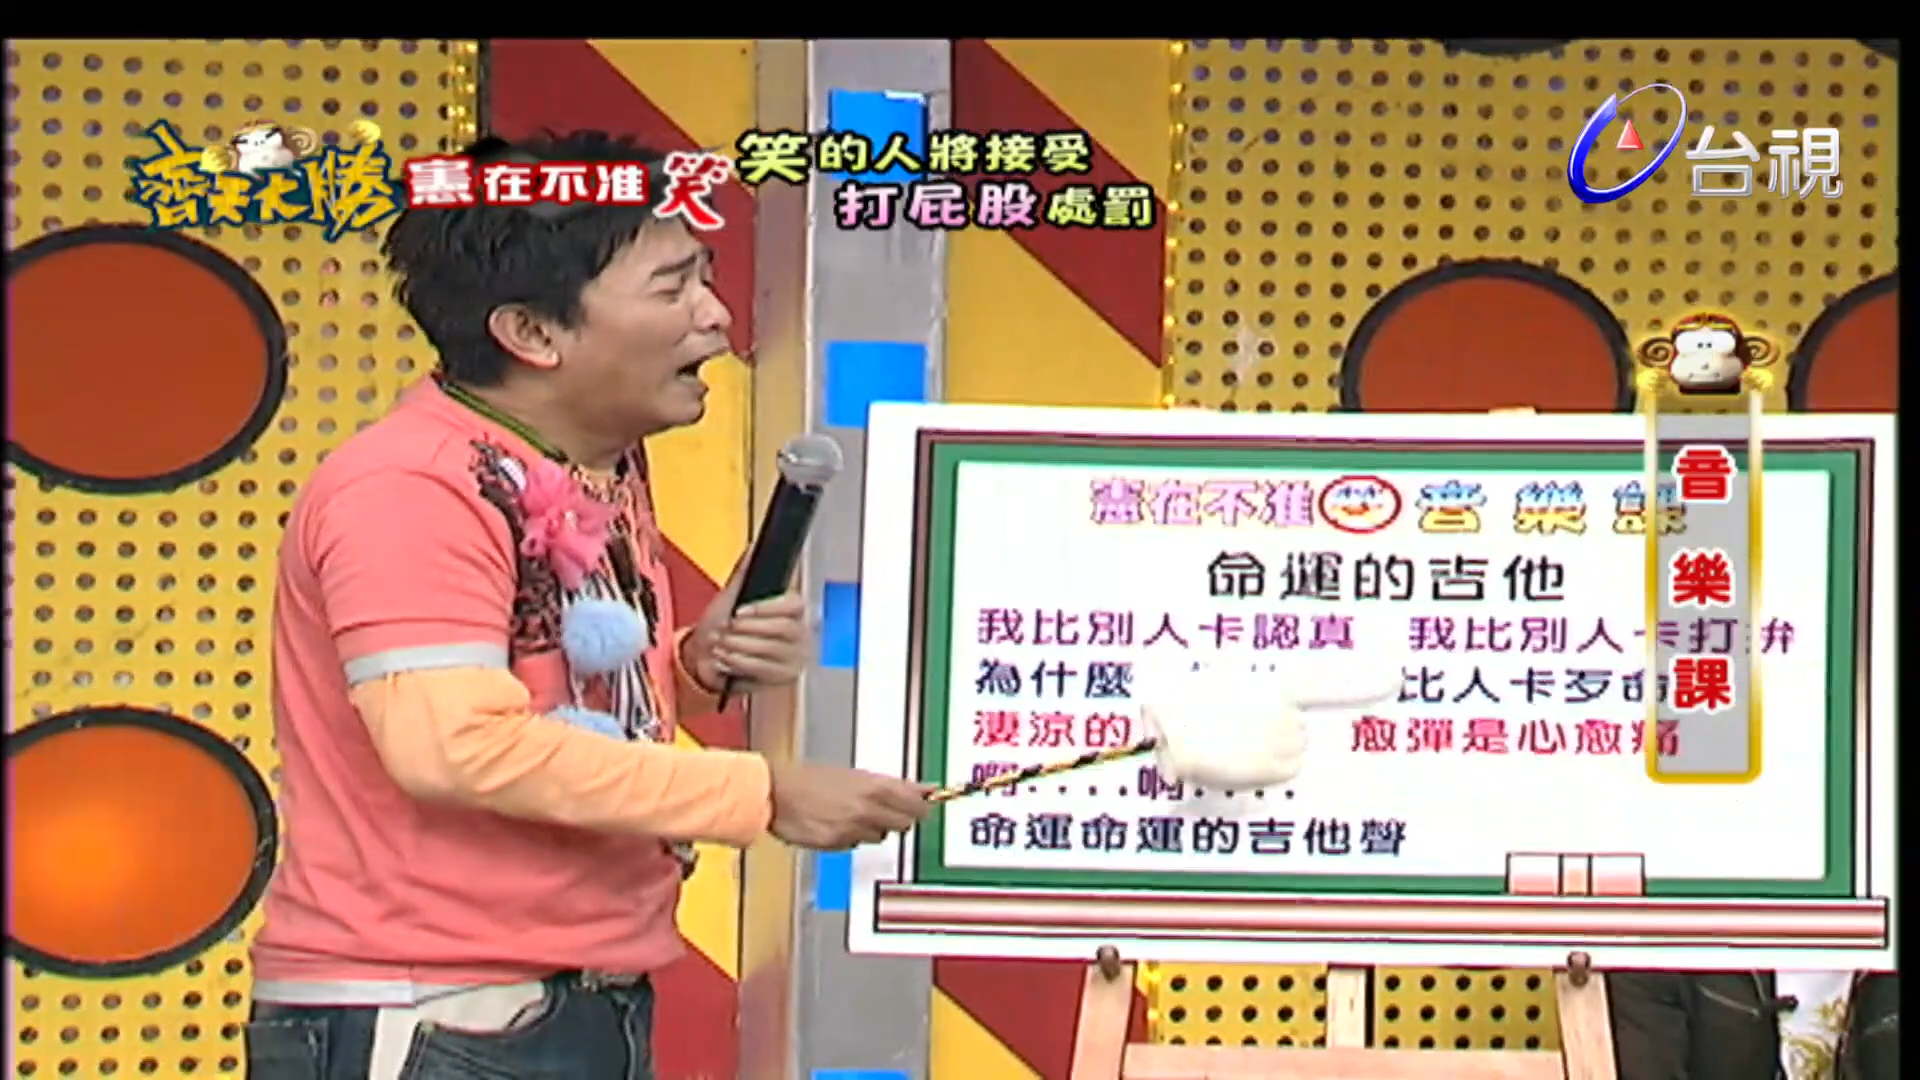 齊天大勝
憲在不准笑
笑的人將接受
打屁股處罰
台視
音樂課
憲在不准笑音樂課
命運的吉他
我比別人卡認真 我比別人卡打拚
為什麼 比人卡歹命
淒涼的 愈彈是心愈痛
啊....啊....
命運命運的吉他聲